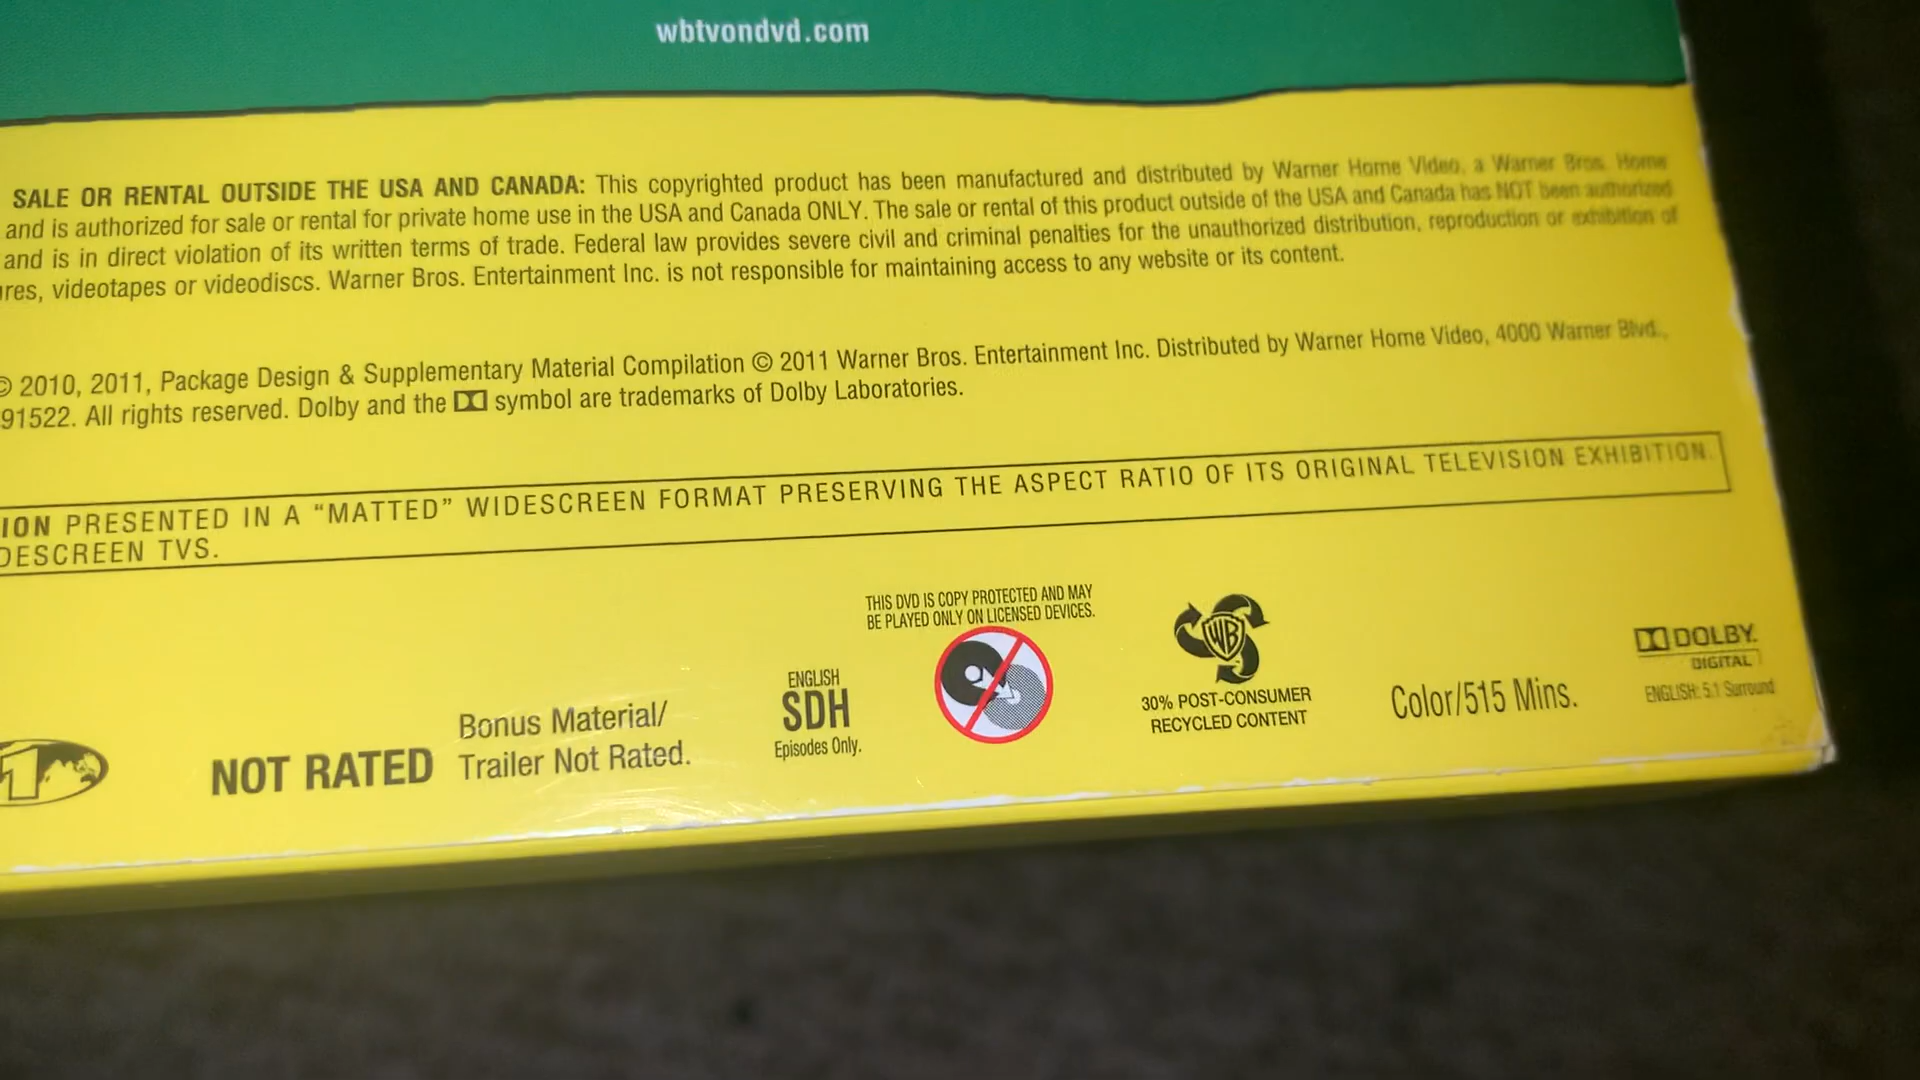 wbtvondvd.com
SALE OR RENTAL OUTSIDE THE USA AND CANADA: This copyrighted product has been manufactured and distributed by Warner Home Video, a Warner Bros. Home
and is authorized for sale or rental for private home use in the USA and Canada ONLY. The sale or rental of this product outside of the USA and Canada has NOT been authorized
and is in direct violation of its written terms of trade. Federal law provides severe civil and criminal penalties for the unauthorized distribution, reproduction or exhibition of
res, videotapes or videodiscs. Warner Bros. Entertainment Inc. is not responsible for maintaining access to any website or its content.
© 2010, 2011, Package Design & Supplementary Material Compilation © 2011 Warner Bros. Entertainment Inc. Distributed by Warner Home Video, 4000 Warner Blvd.,
91522. All rights reserved. Dolby and the symbol are trademarks of Dolby Laboratories.
ION PRESENTED IN A “MATTED” WIDESCREEN FORMAT PRESERVING THE ASPECT RATIO OF ITS ORIGINAL TELEVISION EXHIBITION.
DESCREEN TVS.
1
NOT RATED
Bonus Material/
Trailer Not Rated.
ENGLISH
SDH
Episodes Only.
THIS DVD IS COPY PROTECTED AND MAY
BE PLAYED ONLY ON LICENSED DEVICES.
WB
30% POST-CONSUMER
RECYCLED CONTENT
Color/515 Mins.
DOLBY
DIGITAL
ENGLISH: 5.1 Surround